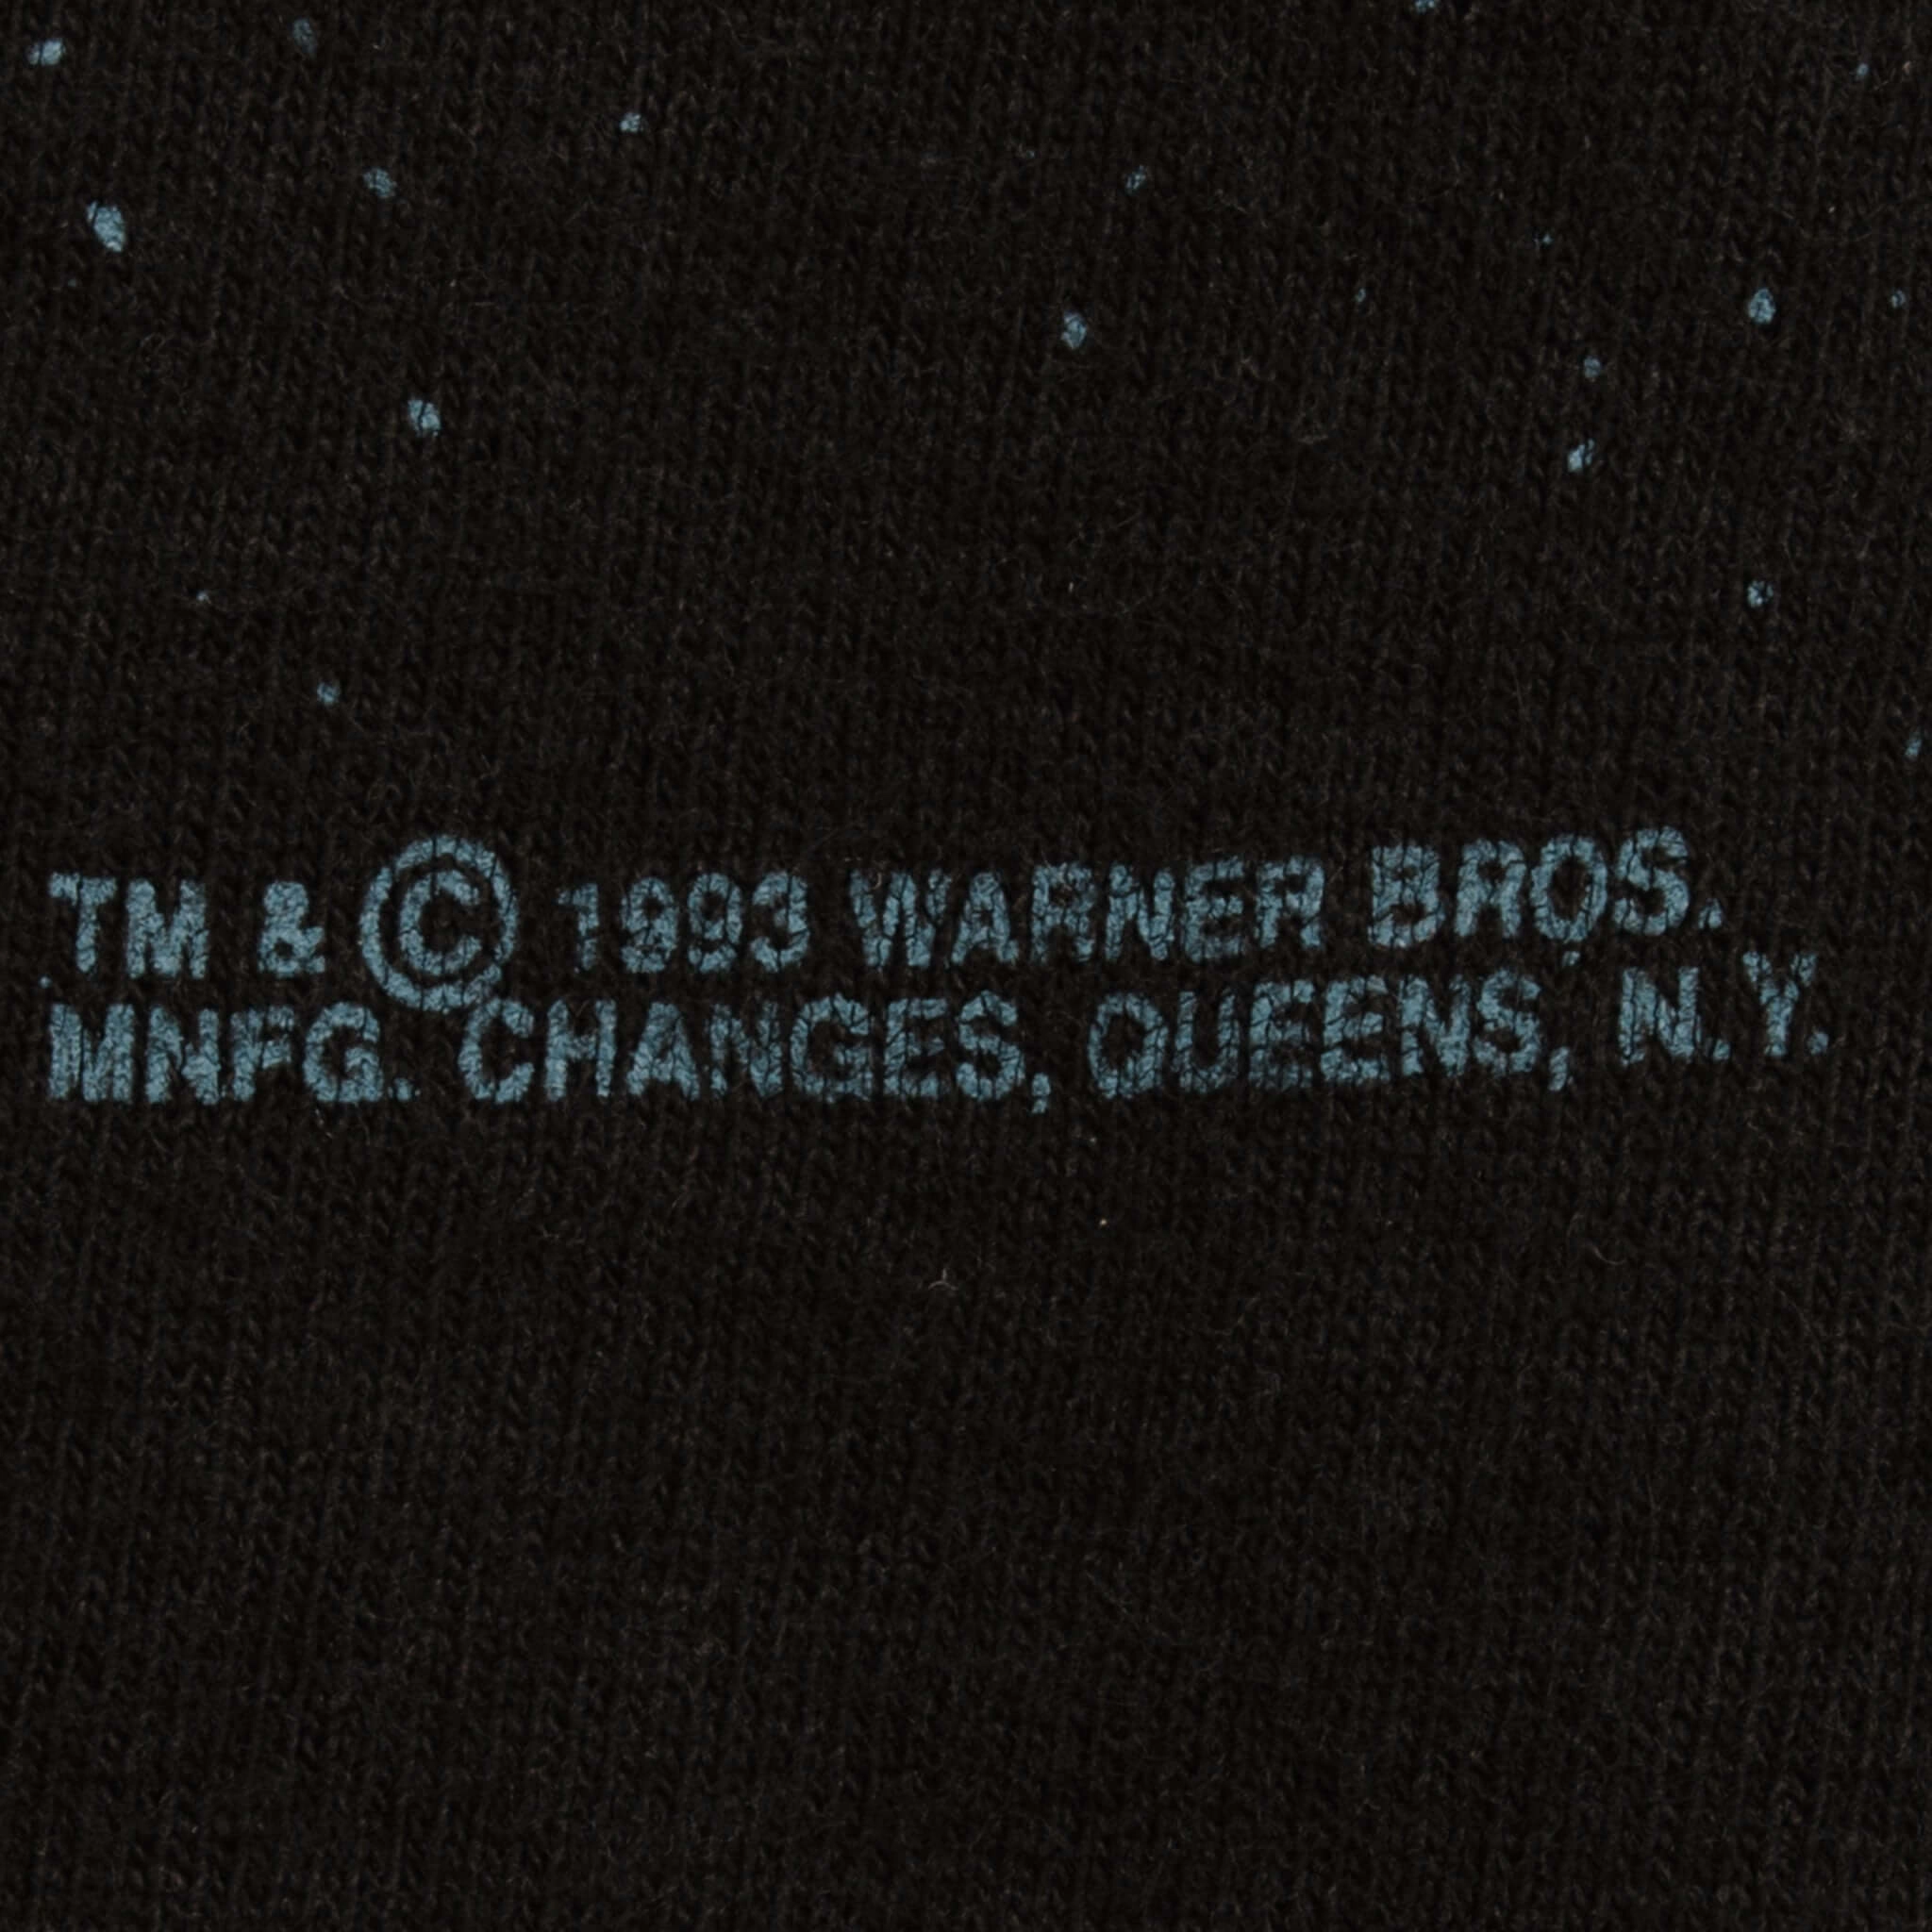 TM & © 1993 WARNER BROS.
MNFG. CHANGES, QUEENS, N.Y.